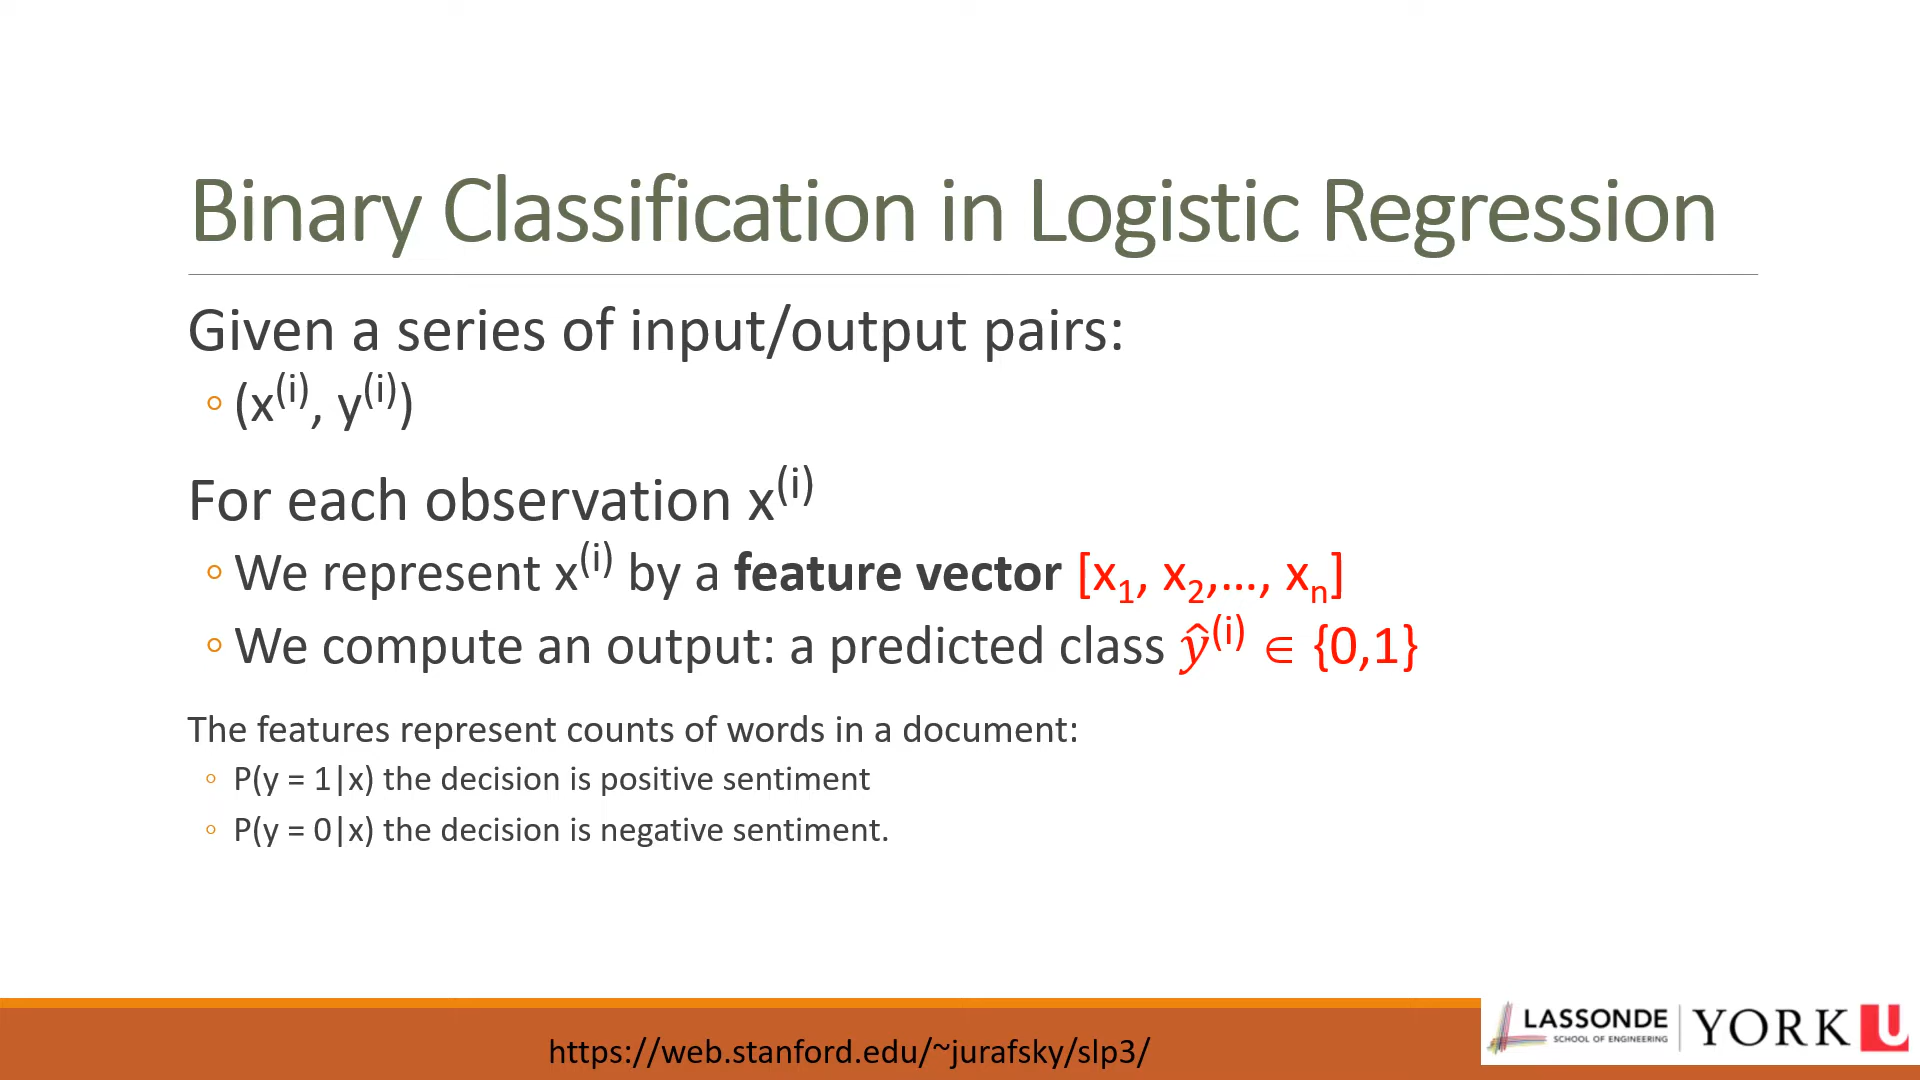 Binary Classification in Logistic Regression
Given a series of input/output pairs:
◦ (x⁽ⁱ⁾, y⁽ⁱ⁾)
For each observation x⁽ⁱ⁾
◦ We represent x⁽ⁱ⁾ by a feature vector [x₁, x₂,…, xₙ]
◦ We compute an output: a predicted class ŷ⁽ⁱ⁾ ∈ {0,1}
The features represent counts of words in a document:
◦ P(y = 1|x) the decision is positive sentiment
◦ P(y = 0|x) the decision is negative sentiment.
https://web.stanford.edu/~jurafsky/slp3/
LASSONDE
SCHOOL OF ENGINEERING
YORK U